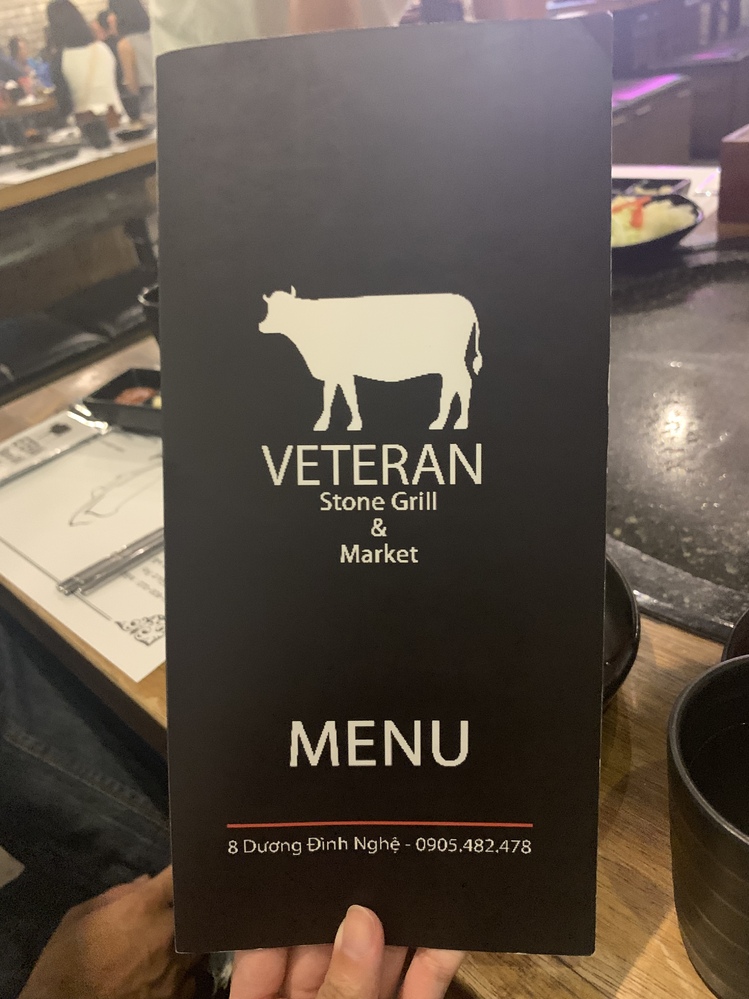 VETERAN
Stone Grill
&
Market
MENU
8 Dương Đình Nghệ - 0905.482.478